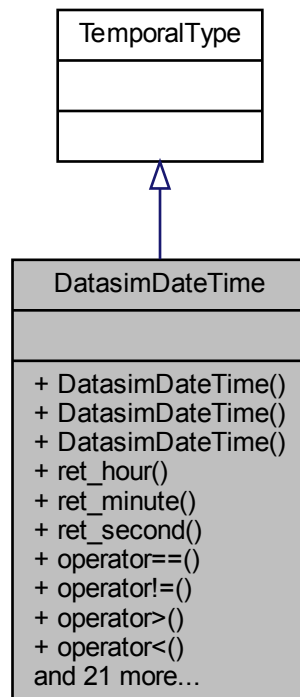 TemporalType
DatasimDateTime
+ DatasimDateTime()
+ DatasimDateTime()
+ DatasimDateTime()
+ ret_hour()
+ ret_minute()
+ ret_second()
+ operator==()
+ operator!=()
+ operator>()
+ operator<()
and 21 more...